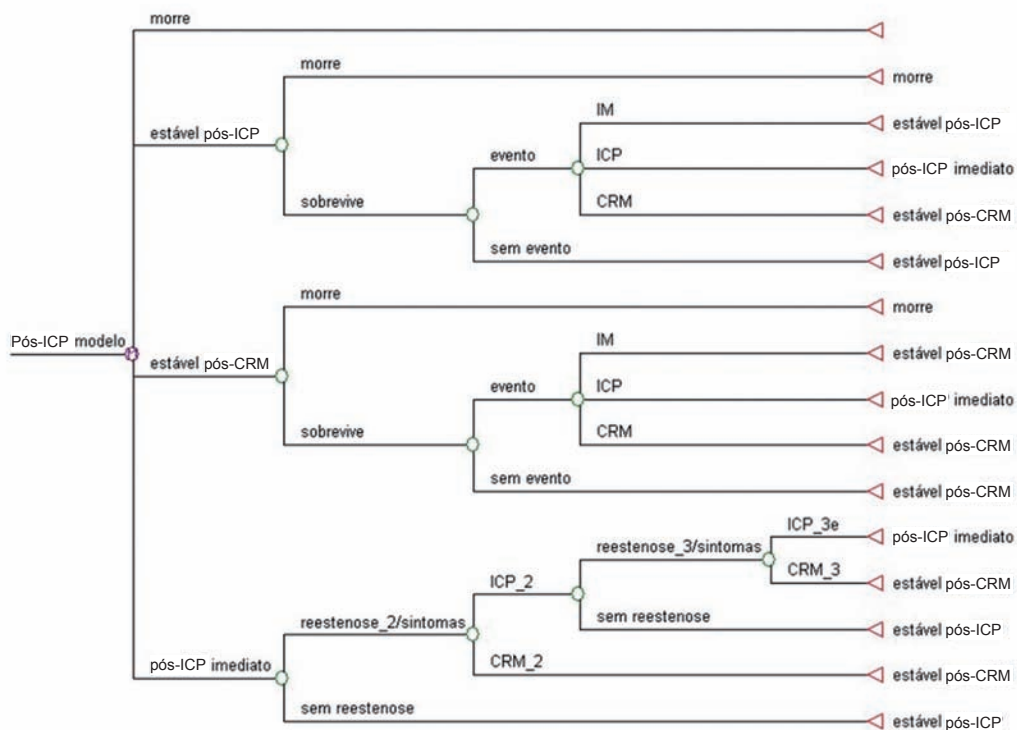 morre
morre
morre
estável pós-ICP
IM
estável pós-ICP
evento
ICP
pós-ICP imediato
sobrevive
CRM
estável pós-CRM
sem evento
estável pós-ICP
morre
morre
Pós-ICP modelo
estável pós-CRM
IM
estável pós-CRM
evento
ICP
pós-ICP' imediato
sobrevive
CRM
estável pós-CRM
sem evento
estável pós-CRM
ICP_3e
pós-ICP imediato
reestenose_3/sintomas
CRM_3
estável pós-CRM
ICP_2
sem reestenose
estável pós-ICP
reestenose_2/sintomas
CRM_2
estável pós-CRM
pós-ICP imediato
sem reestenose
estável pós-ICP'